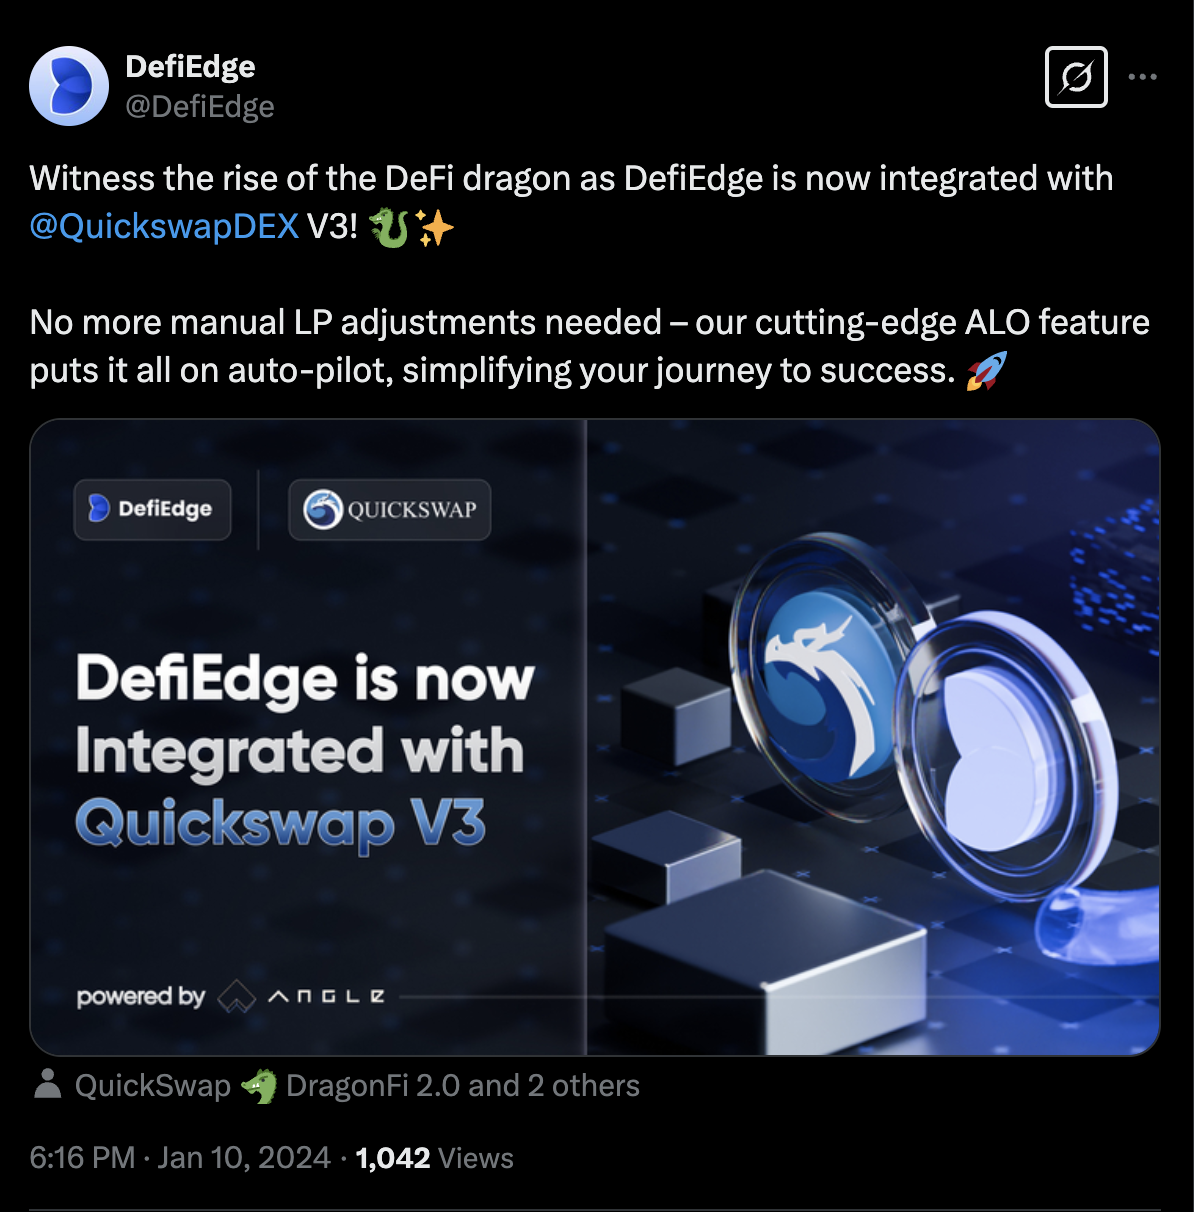 DefiEdge
@DefiEdge
Witness the rise of the DeFi dragon as DefiEdge is now integrated with
@QuickswapDEX V3! 🐉✨
No more manual LP adjustments needed – our cutting-edge ALO feature
puts it all on auto-pilot, simplifying your journey to success. 🚀
DefiEdge
QUICKSWAP
DefiEdge is now
Integrated with
Quickswap V3
powered by ANGLE
QuickSwap 🐲 DragonFi 2.0 and 2 others
6:16 PM · Jan 10, 2024 · 1,042 Views